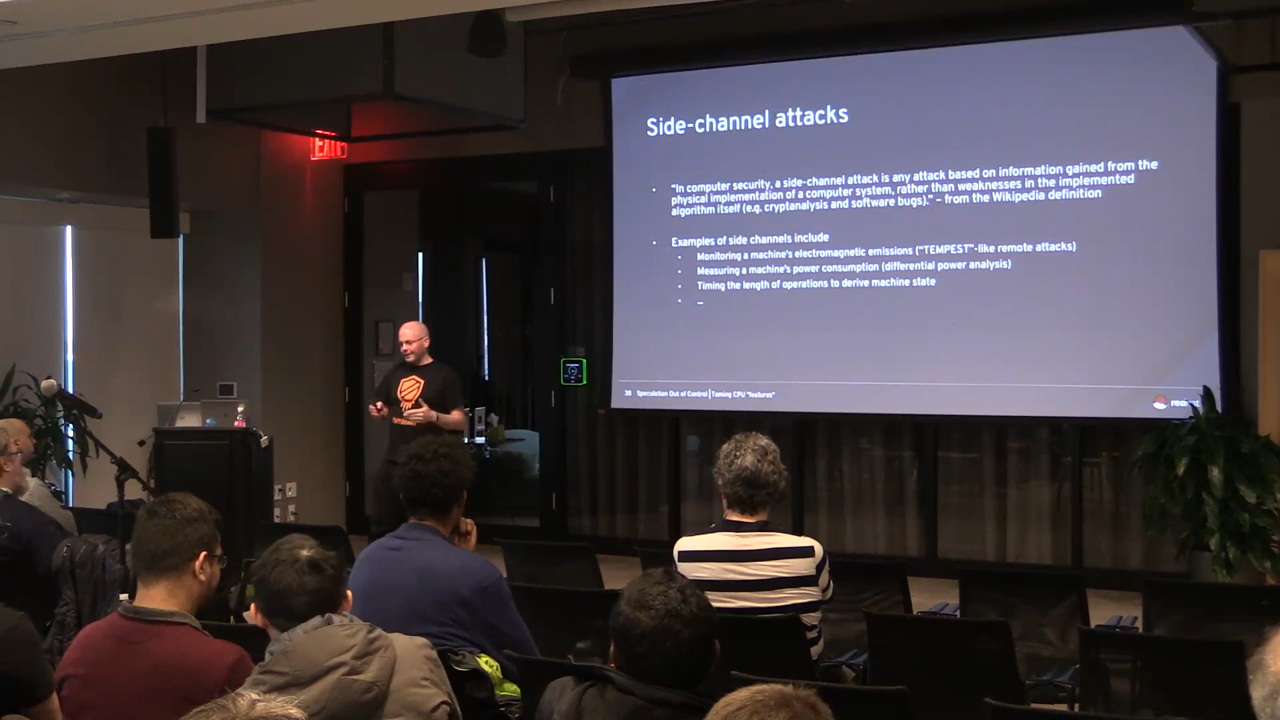 EXIT
Side-channel attacks
"In computer security, a side-channel attack is any attack based on information gained from the
physical implementation of a computer system, rather than weaknesses in the implemented
algorithm itself (e.g. cryptanalysis and software bugs)." – from the Wikipedia definition
Examples of side channels include
Monitoring a machine's electromagnetic emissions ("TEMPEST"-like remote attacks)
Measuring a machine's power consumption (differential power analysis)
Timing the length of operations to derive machine state
...
36 Speculation Out of Control | Taming CPU "features"
redhat